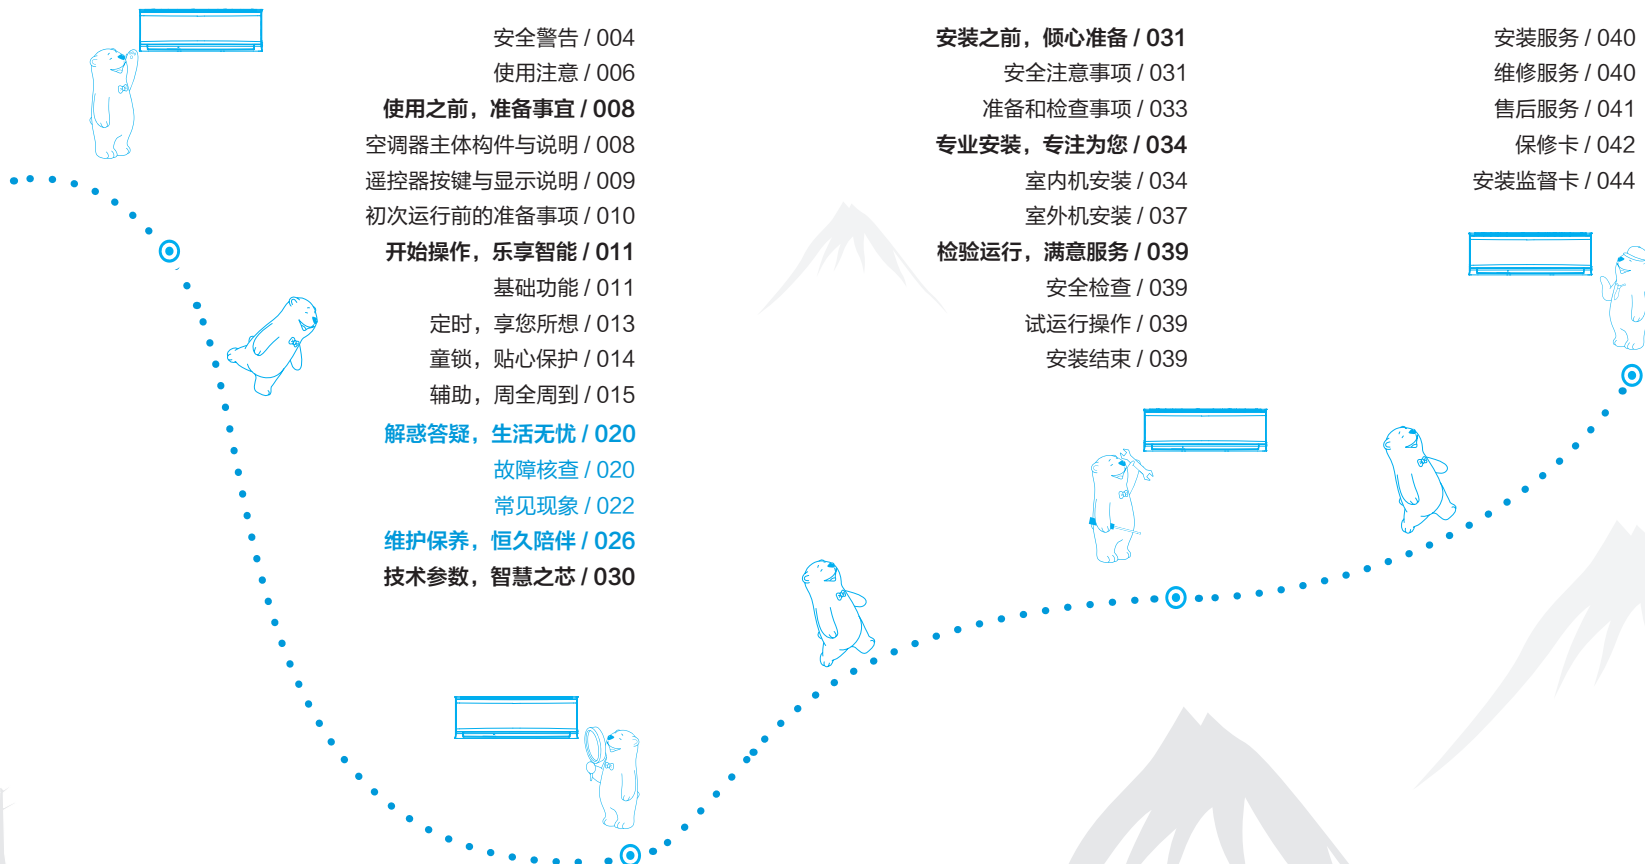 安全警告 / 004
使用注意 / 006
使用之前，准备事宜 / 008
空调器主体构件与说明 / 008
遥控器按键与显示说明 / 009
初次运行前的准备事项 / 010
开始操作，乐享智能 / 011
基础功能 / 011
定时，享您所想 / 013
童锁，贴心保护 / 014
辅助，周全周到 / 015
解惑答疑，生活无忧 / 020
故障核查 / 020
常见现象 / 022
维护保养，恒久陪伴 / 026
技术参数，智慧之芯 / 030
安装之前，倾心准备 / 031
安全注意事项 / 031
准备和检查事项 / 033
专业安装，专注为您 / 034
室内机安装 / 034
室外机安装 / 037
检验运行，满意服务 / 039
安全检查 / 039
试运行操作 / 039
安装结束 / 039
安装服务 / 040
维修服务 / 040
售后服务 / 041
保修卡 / 042
安装监督卡 / 044